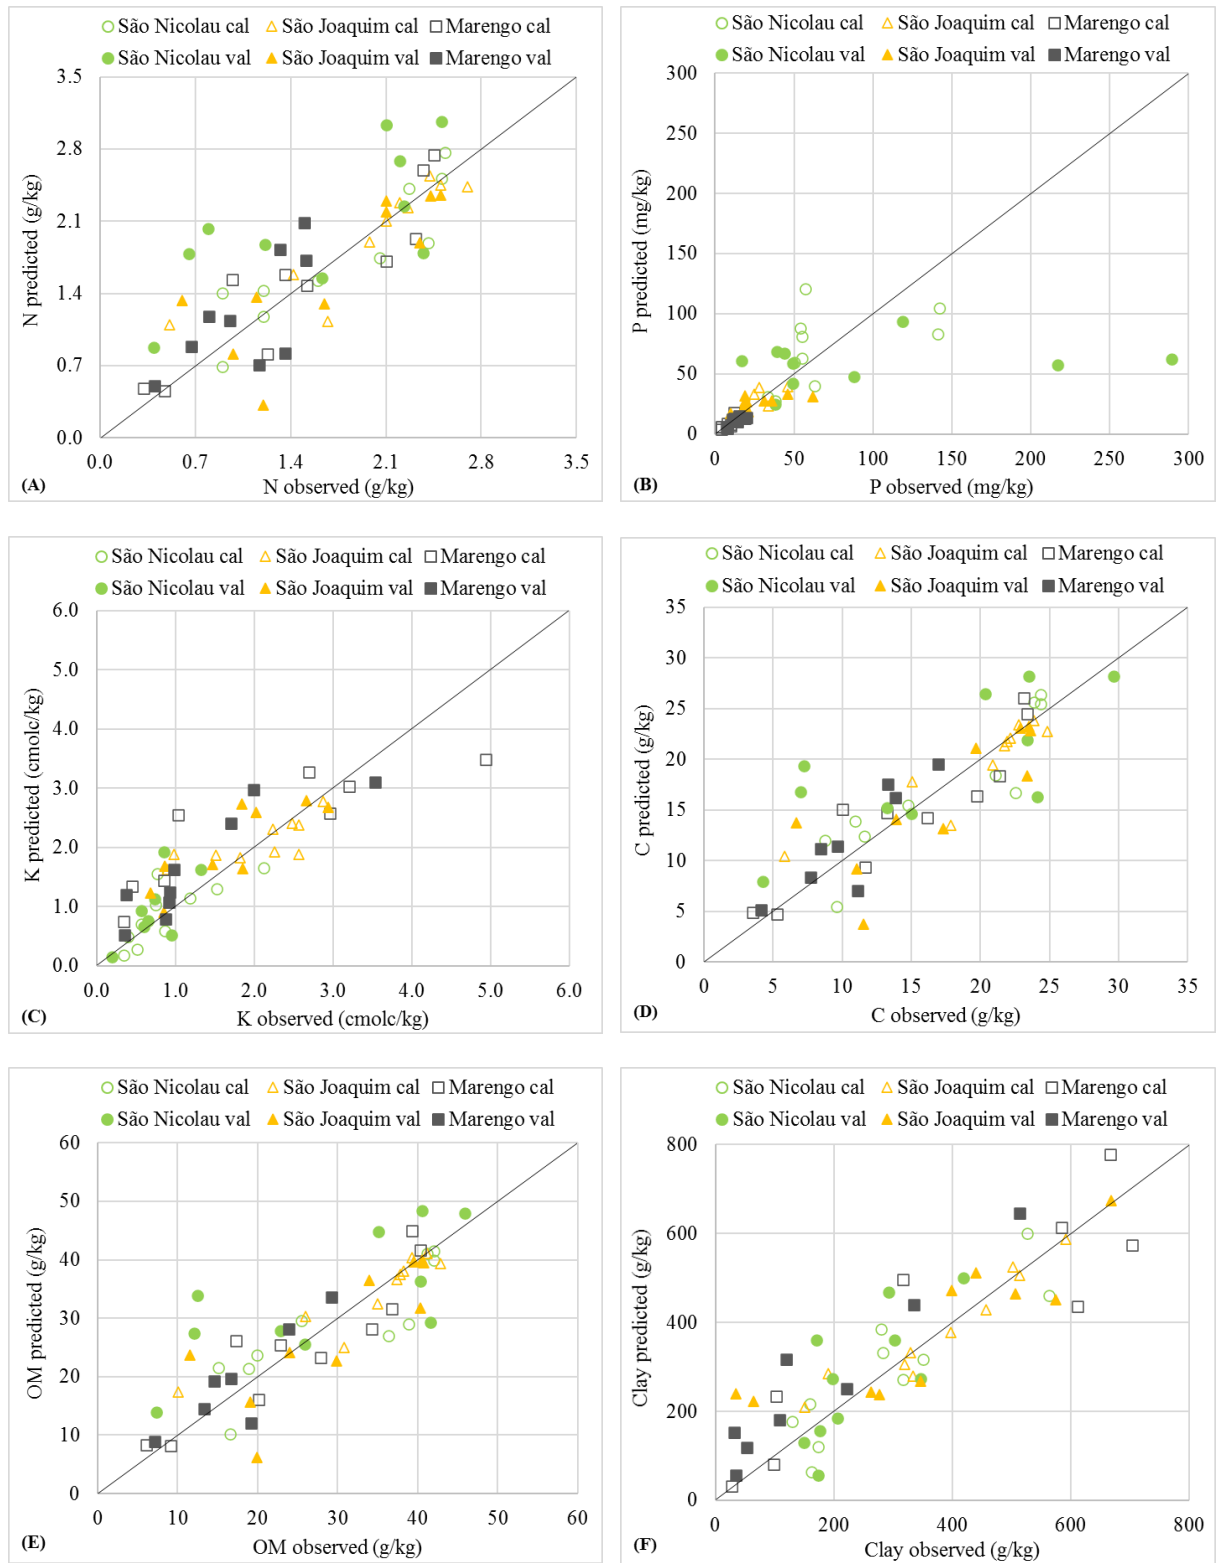 São Nicolau cal São Joaquim cal Marengo cal
São Nicolau val São Joaquim val Marengo val
3.5
2.8
2.1
1.4
0.7
0.0
N predicted (g/kg)
0.0 0.7 1.4 2.1 2.8 3.5
(A)
N observed (g/kg)
São Nicolau cal São Joaquim cal Marengo cal
São Nicolau val São Joaquim val Marengo val
300
250
200
150
100
50
0
P predicted (mg/kg)
0 50 100 150 200 250 300
(B)
P observed (mg/kg)
São Nicolau cal São Joaquim cal Marengo cal
São Nicolau val São Joaquim val Marengo val
6.0
5.0
4.0
3.0
2.0
1.0
0.0
K predicted (cmolc/kg)
0.0 1.0 2.0 3.0 4.0 5.0 6.0
(C)
K observed (cmolc/kg)
São Nicolau cal São Joaquim cal Marengo cal
São Nicolau val São Joaquim val Marengo val
35
30
25
20
15
10
5
0
C predicted (g/kg)
0 5 10 15 20 25 30 35
(D)
C observed (g/kg)
São Nicolau cal São Joaquim cal Marengo cal
São Nicolau val São Joaquim val Marengo val
60
50
40
30
20
10
0
OM predicted (g/kg)
0 10 20 30 40 50 60
(E)
OM observed (g/kg)
São Nicolau cal São Joaquim cal Marengo cal
São Nicolau val São Joaquim val Marengo val
800
600
400
200
0
Clay predicted (g/kg)
0 200 400 600 800
(F)
Clay observed (g/kg)